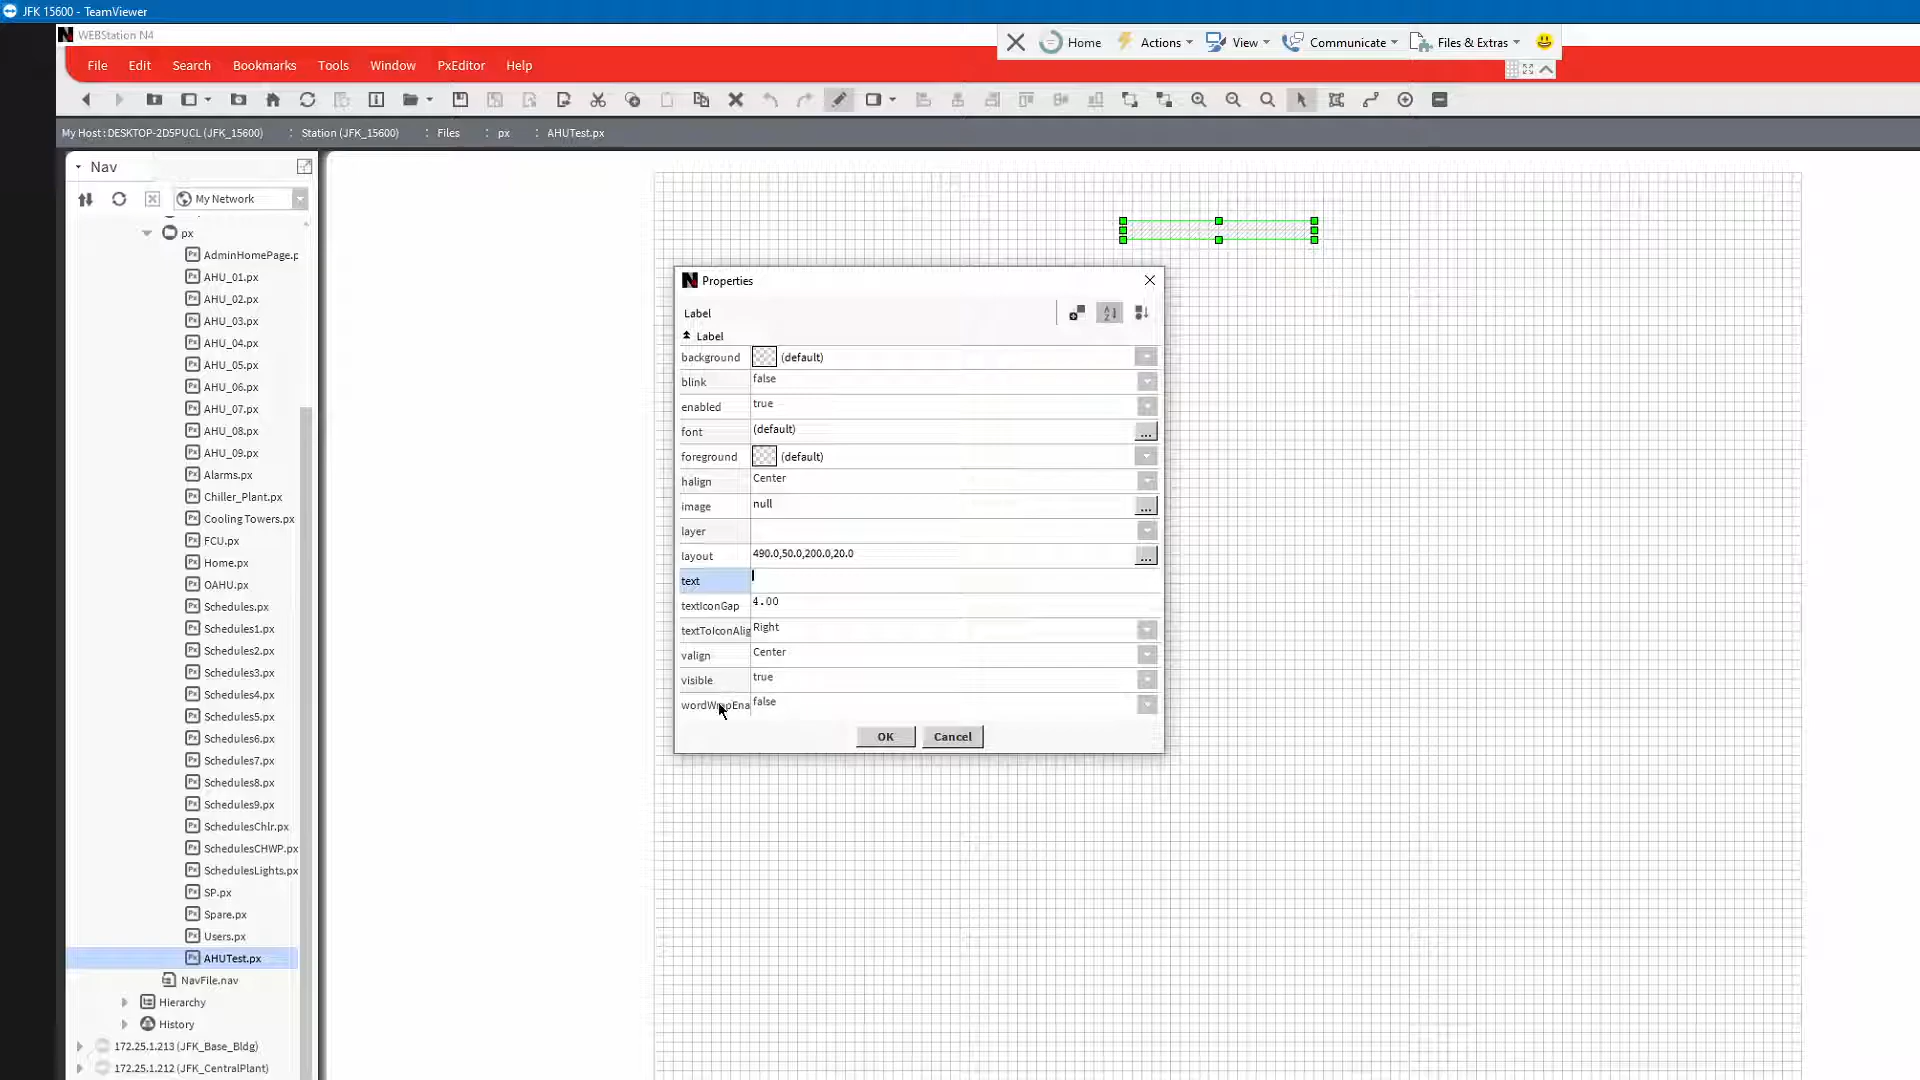 JFK 15600 - TeamViewer
WEBStation N4
Home Actions View Communicate Files & Extras
File Edit Search Bookmarks Tools Window PxEditor Help
My Host : DESKTOP-2D5PUCL (JFK_15600) : Station (JFK_15600) : Files : px : AHUTest.px
Nav
My Network
px
AdminHomePage.p
AHU_01.px
AHU_02.px
AHU_03.px
AHU_04.px
AHU_05.px
AHU_06.px
AHU_07.px
AHU_08.px
AHU_09.px
Alarms.px
Chiller_Plant.px
Cooling Towers.px
FCU.px
Home.px
OAHU.px
Schedules.px
Schedules1.px
Schedules2.px
Schedules3.px
Schedules4.px
Schedules5.px
Schedules6.px
Schedules7.px
Schedules8.px
Schedules9.px
SchedulesChlr.px
SchedulesCHWP.px
SchedulesLights.px
SP.px
Spare.px
Users.px
AHUTest.px
NavFile.nav
Hierarchy
History
172.25.1.213 (JFK_Base_Bldg)
172.25.1.212 (JFK_CentralPlant)
Properties
Label
Label
background (default)
blink false
enabled true
font (default) ...
foreground (default)
halign Center
image null ...
layer
layout 490.0,50.0,200.0,20.0 ...
text
textIconGap 4.00
textToIconAlig Right
valign Center
visible true
wordWrapEna false
OK Cancel